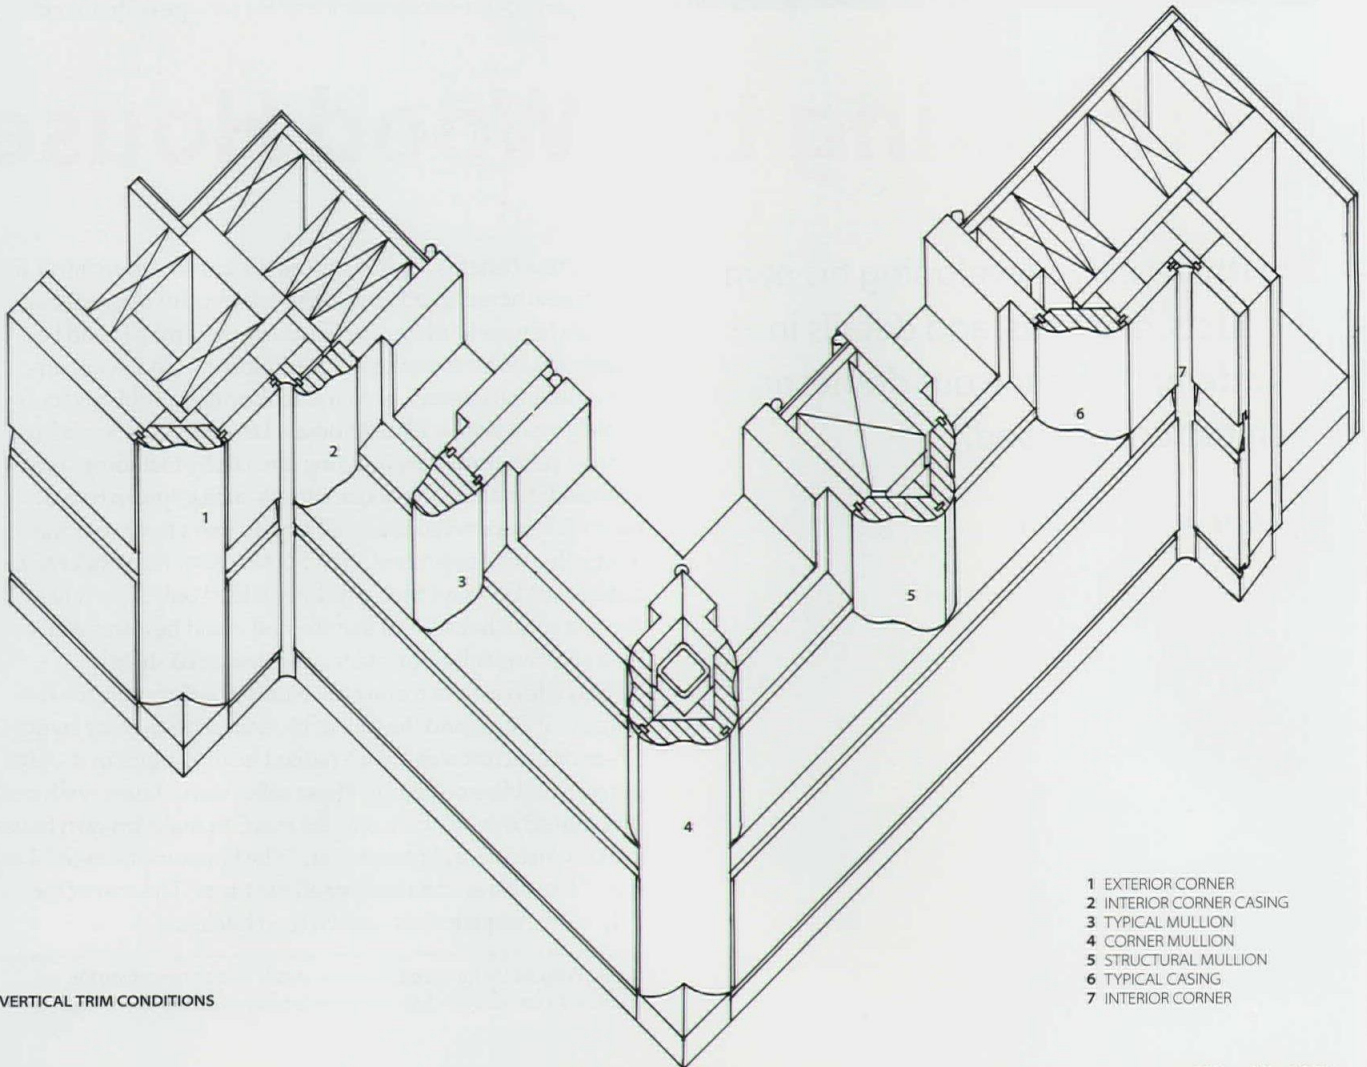 1
2
3
4
5
6
7
1 EXTERIOR CORNER
2 INTERIOR CORNER CASING
3 TYPICAL MULLION
4 CORNER MULLION
5 STRUCTURAL MULLION
6 TYPICAL CASING
7 INTERIOR CORNER
VERTICAL TRIM CONDITIONS